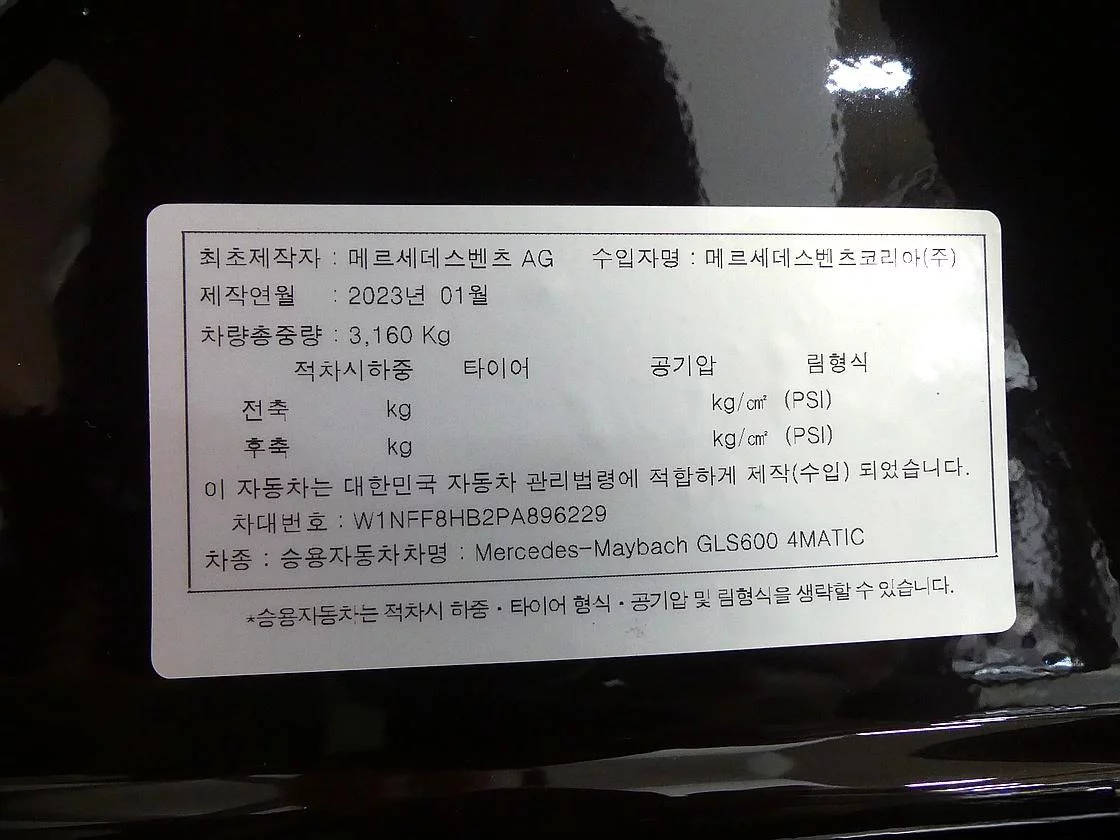 최초제작자 : 메르세데스벤츠 AG 수입자명 : 메르세데스벤츠코리아(주)
제작연월 : 2023년 01월
차량총중량 : 3,160 Kg
적차시하중 타이어 공기압 림형식
전축 kg kg/㎠ (PSI)
후축 kg kg/㎠ (PSI)
이 자동차는 대한민국 자동차 관리법령에 적합하게 제작(수입) 되었습니다.
차대번호 : W1NFF8HB2PA896229
차종 : 승용자동차차명 : Mercedes-Maybach GLS600 4MATIC
*승용자동차는 적차시 하중·타이어 형식·공기압 및 림형식을 생략할 수 있습니다.